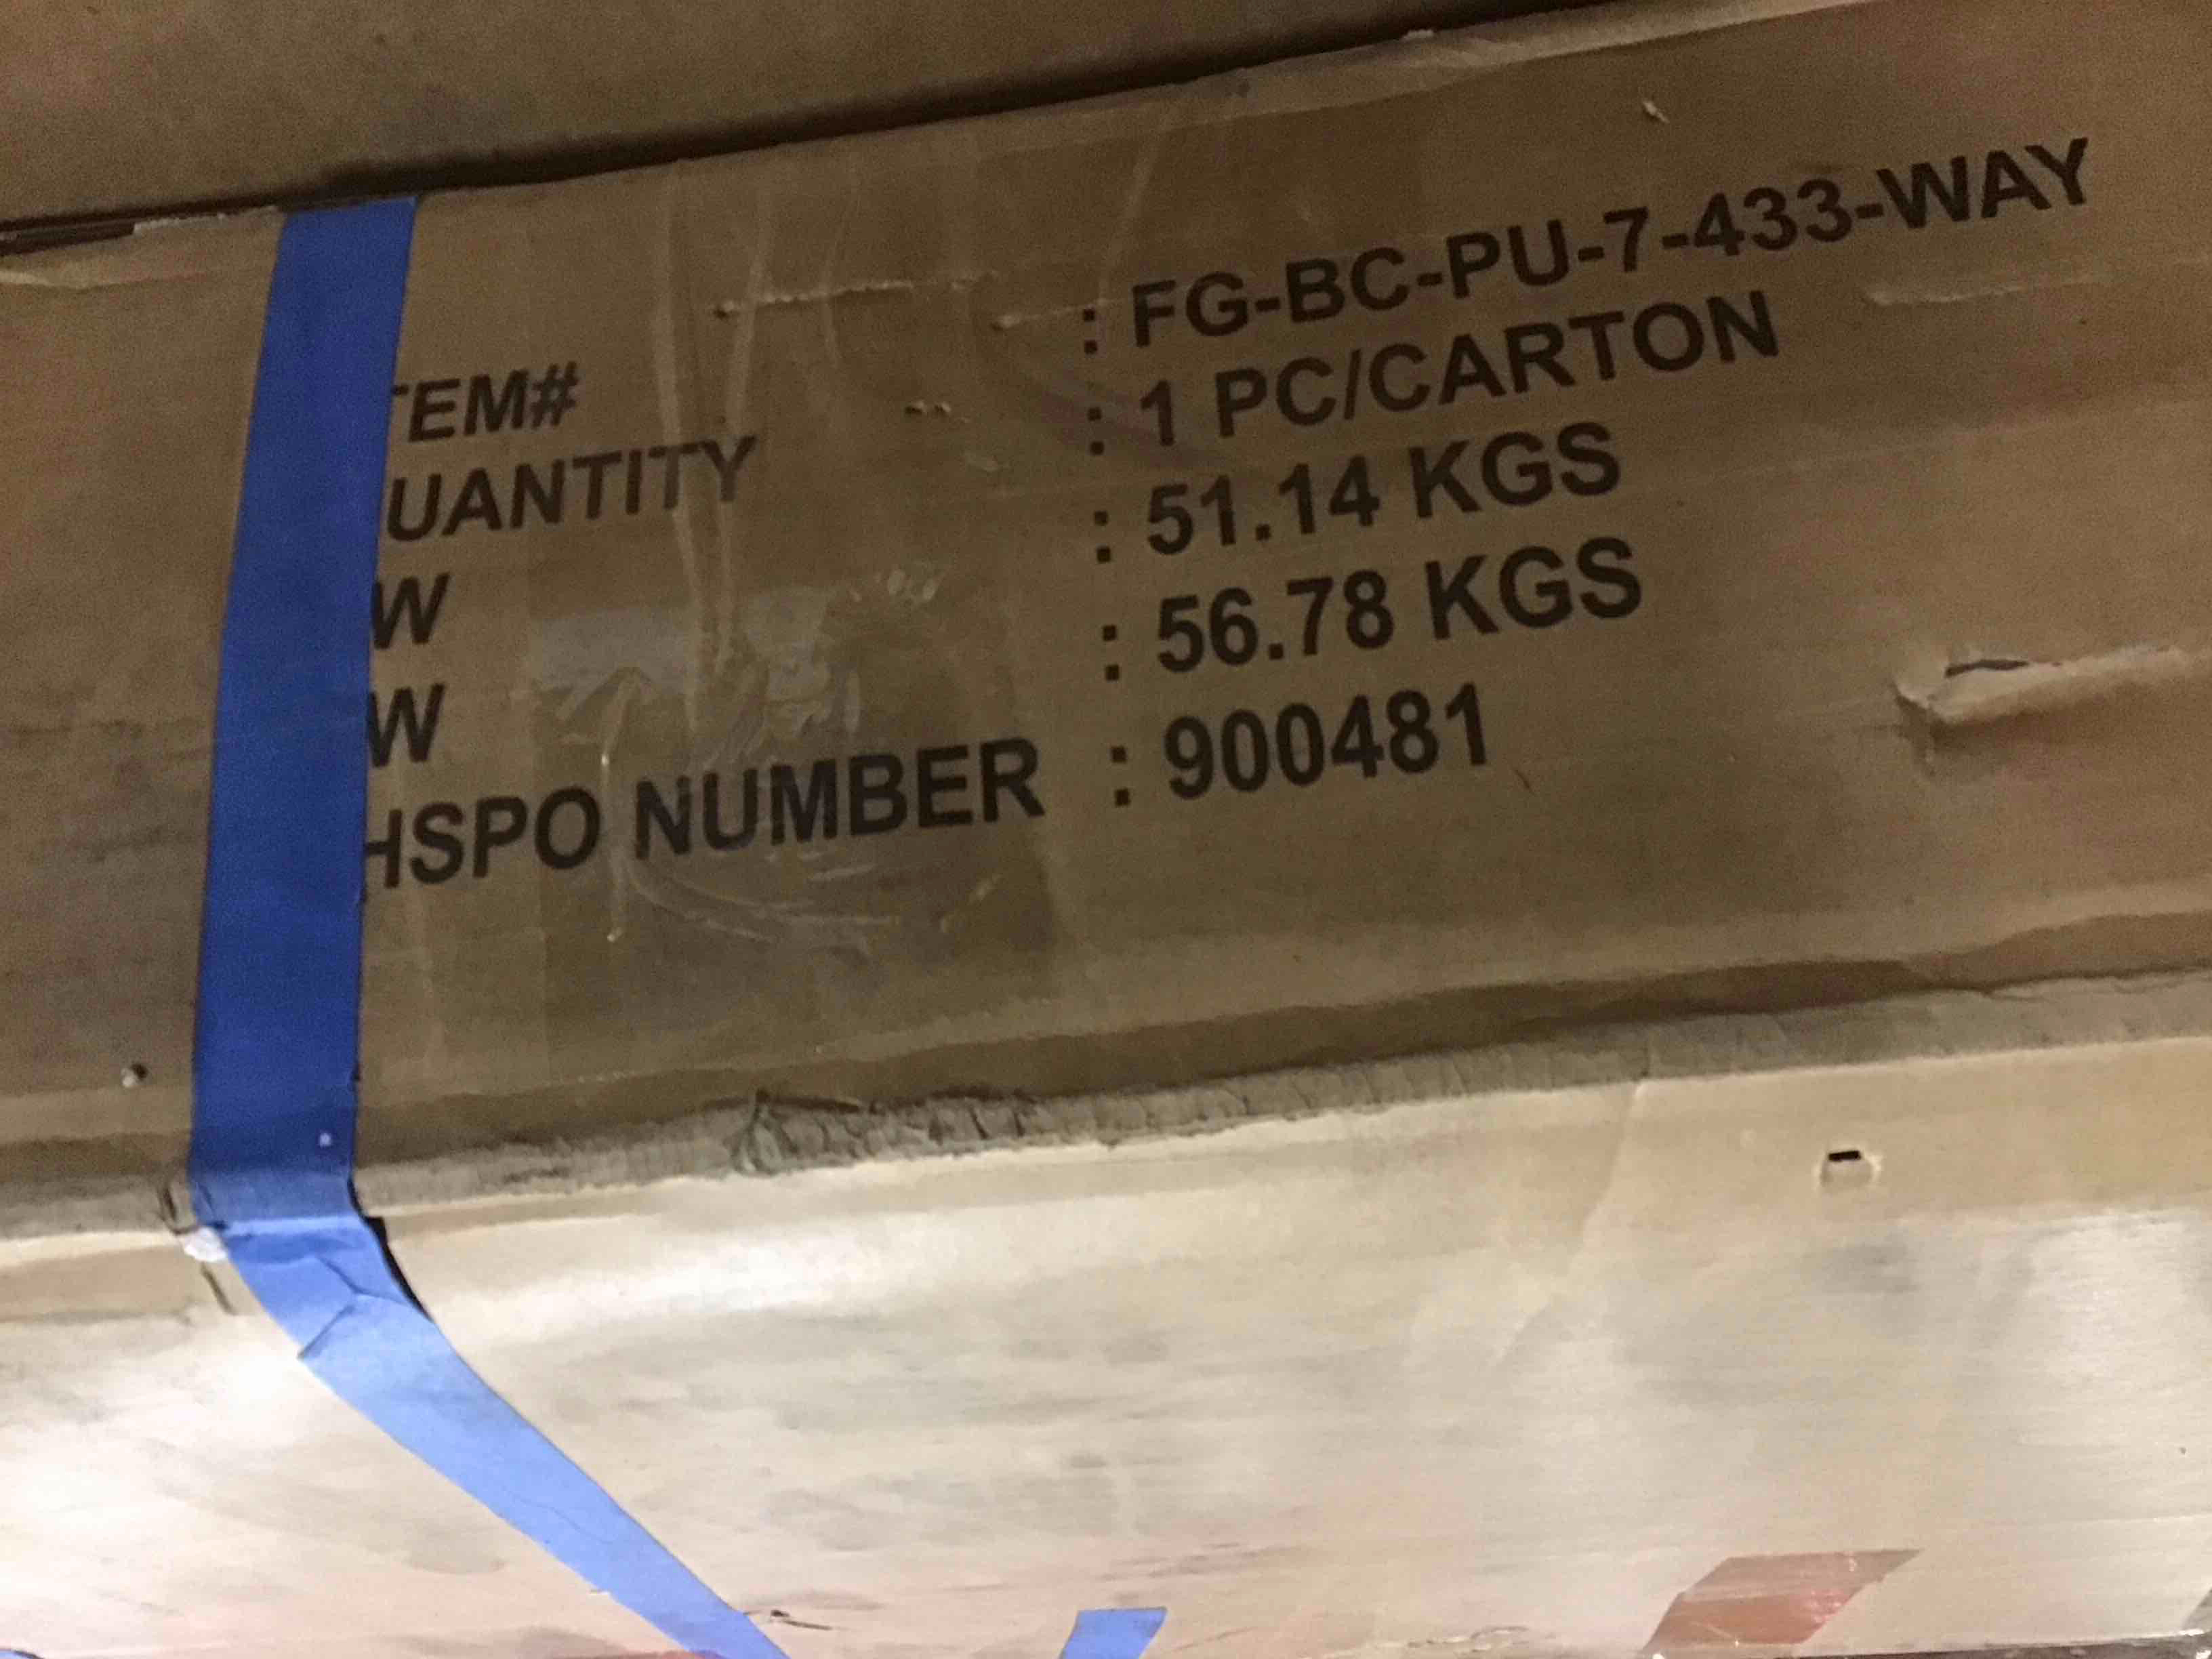 TEM# : FG-BC-PU-7-433-WAY
UANTITY : 1 PC/CARTON
W : 51.14 KGS
W : 56.78 KGS
HSPO NUMBER : 900481